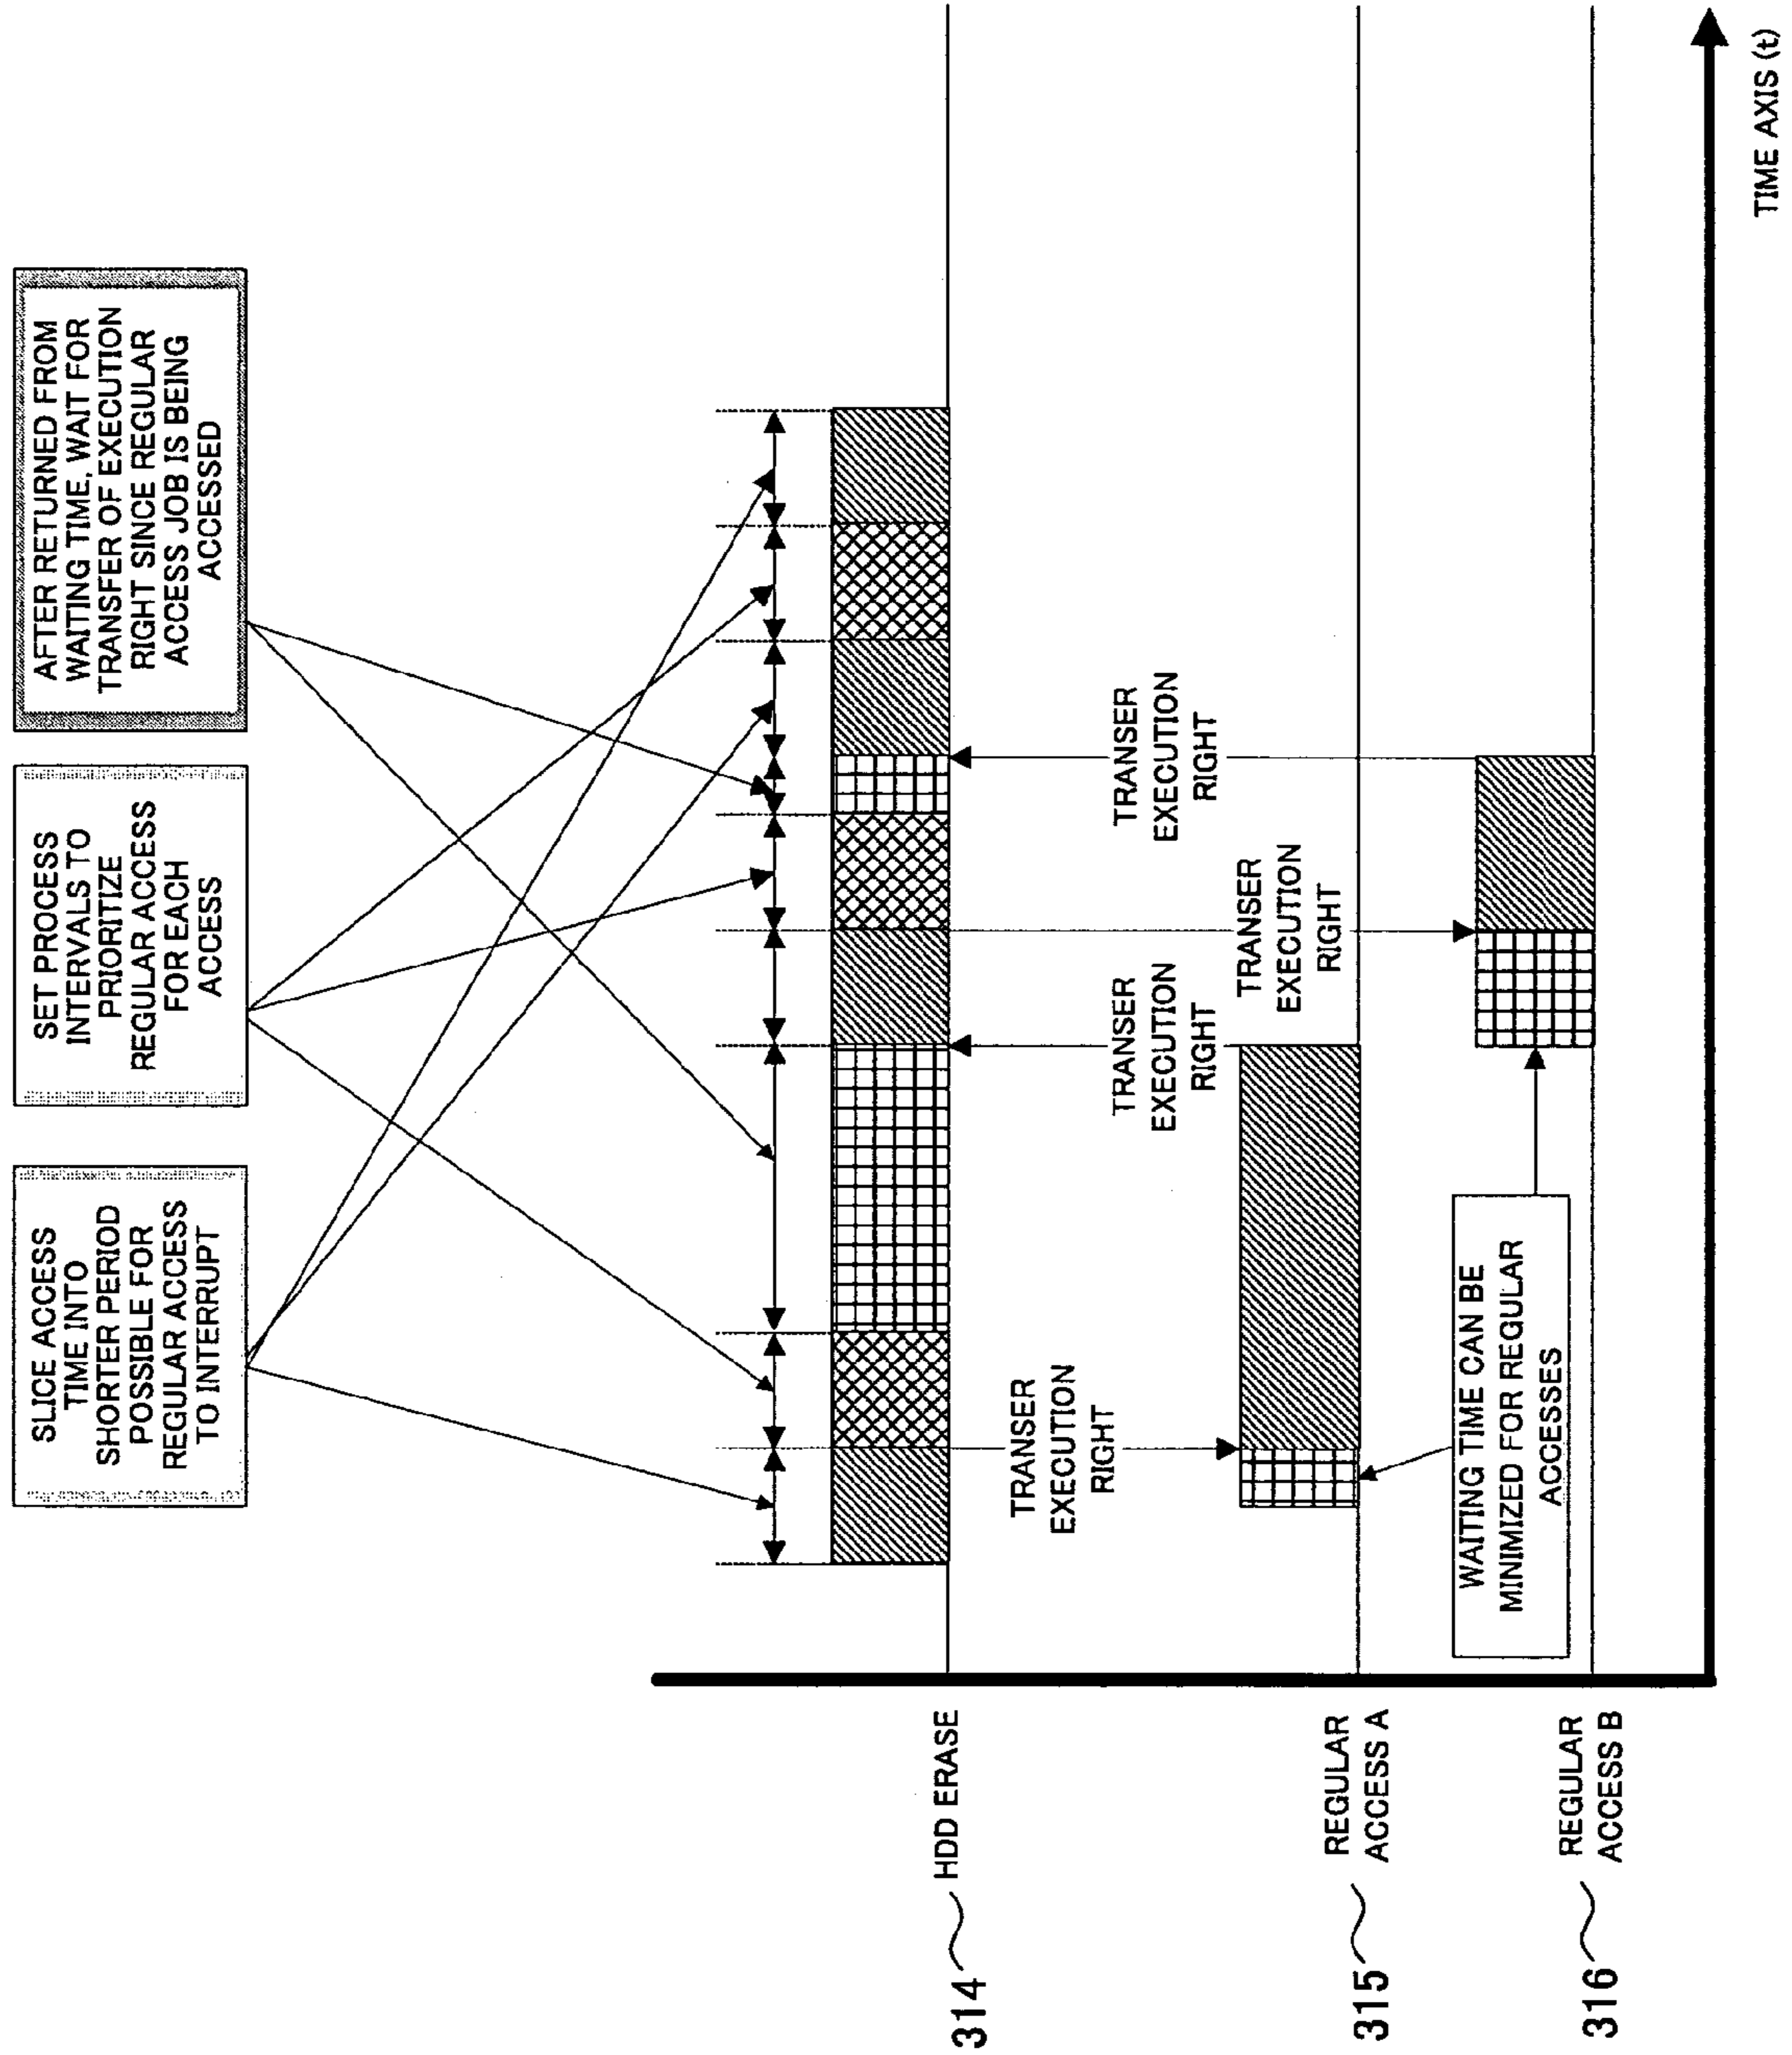 SLICE ACCESS
TIME INTO
SHORTER PERIOD
POSSIBLE FOR
REGULAR ACCESS
TO INTERRUPT
SET PROCESS
INTERVALS TO
PRIORITIZE
REGULAR ACCESS
FOR EACH
ACCESS
AFTER RETURNED FROM
WAITING TIME, WAIT FOR
TRANSFER OF EXECUTION
RIGHT SINCE REGULAR
ACCESS JOB IS BEING
ACCESSED
314
HDD ERASE
TRANSER
EXECUTION
RIGHT
TRANSER
EXECUTION
RIGHT
TRANSER
EXECUTION
RIGHT
TRANSER
EXECUTION
RIGHT
315
REGULAR
ACCESS A
WAITING TIME CAN BE
MINIMIZED FOR REGULAR
ACCESSES
316
REGULAR
ACCESS B
TIME AXIS (t)